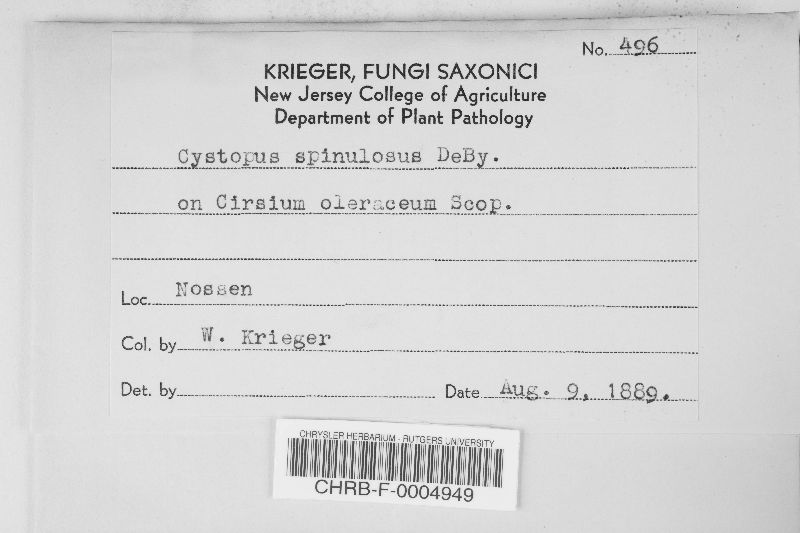 No. 496
KRIEGER, FUNGI SAXONICI
New Jersey College of Agriculture
Department of Plant Pathology
Cystopus spinulosus DeBy.
on Cirsium oleraceum Scop.
Loc. Nossen
Col. by W. Krieger
Det. by
Date Aug. 9, 1889.
CHRYSLER HERBARIUM - RUTGERS UNIVERSITY
CHRB-F-0004949